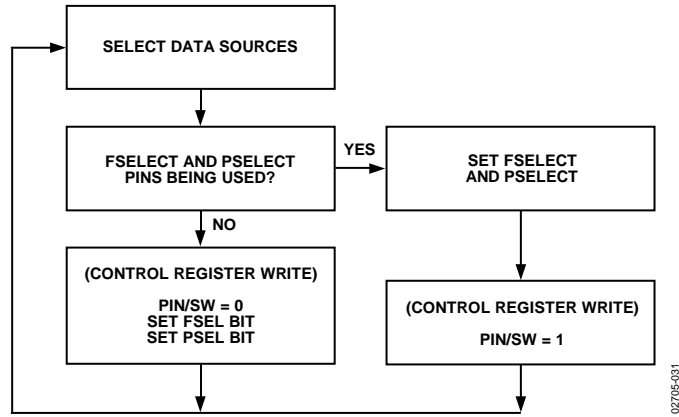 SELECT DATA SOURCES
FSELECT AND PSELECT
PINS BEING USED?
YES
SET FSELECT
AND PSELECT
NO
(CONTROL REGISTER WRITE)
PIN/SW = 0
SET FSEL BIT
SET PSEL BIT
(CONTROL REGISTER WRITE)
PIN/SW = 1
02705-031